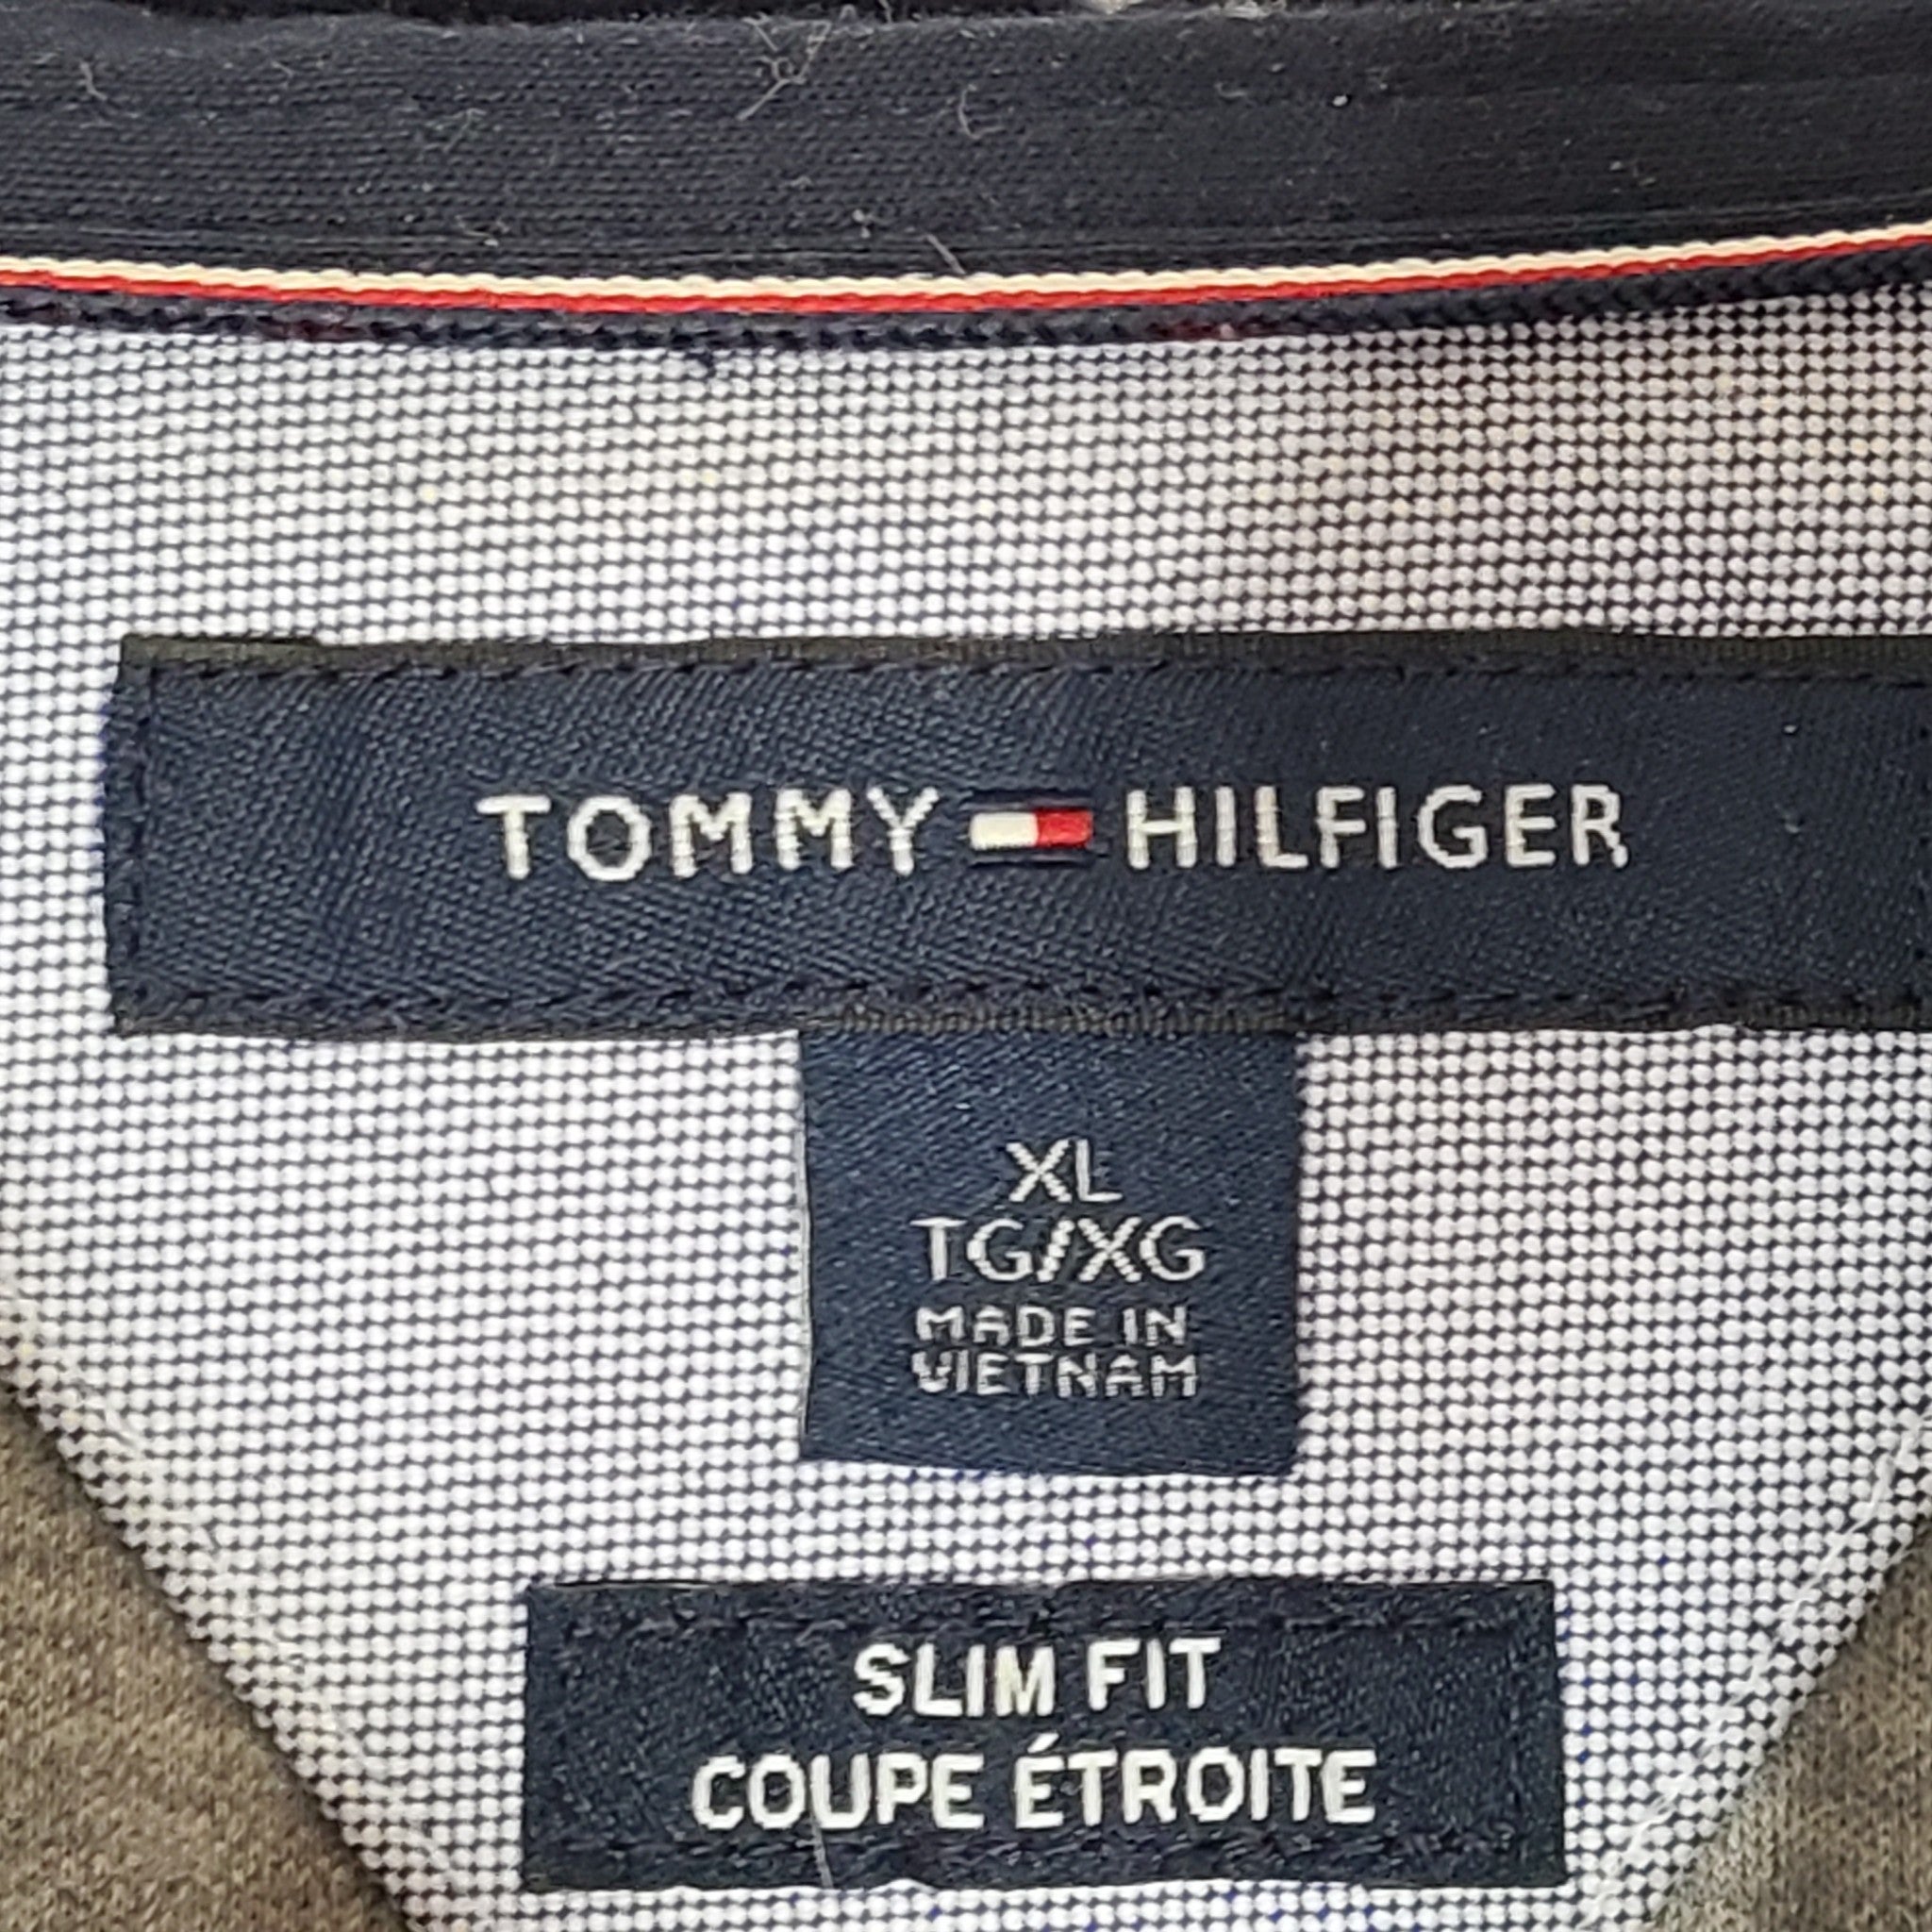 TOMMY HILFIGER
XL
TG/XG
MADE IN
VIETNAM
SLIM FIT
COUPE ÉTROITE